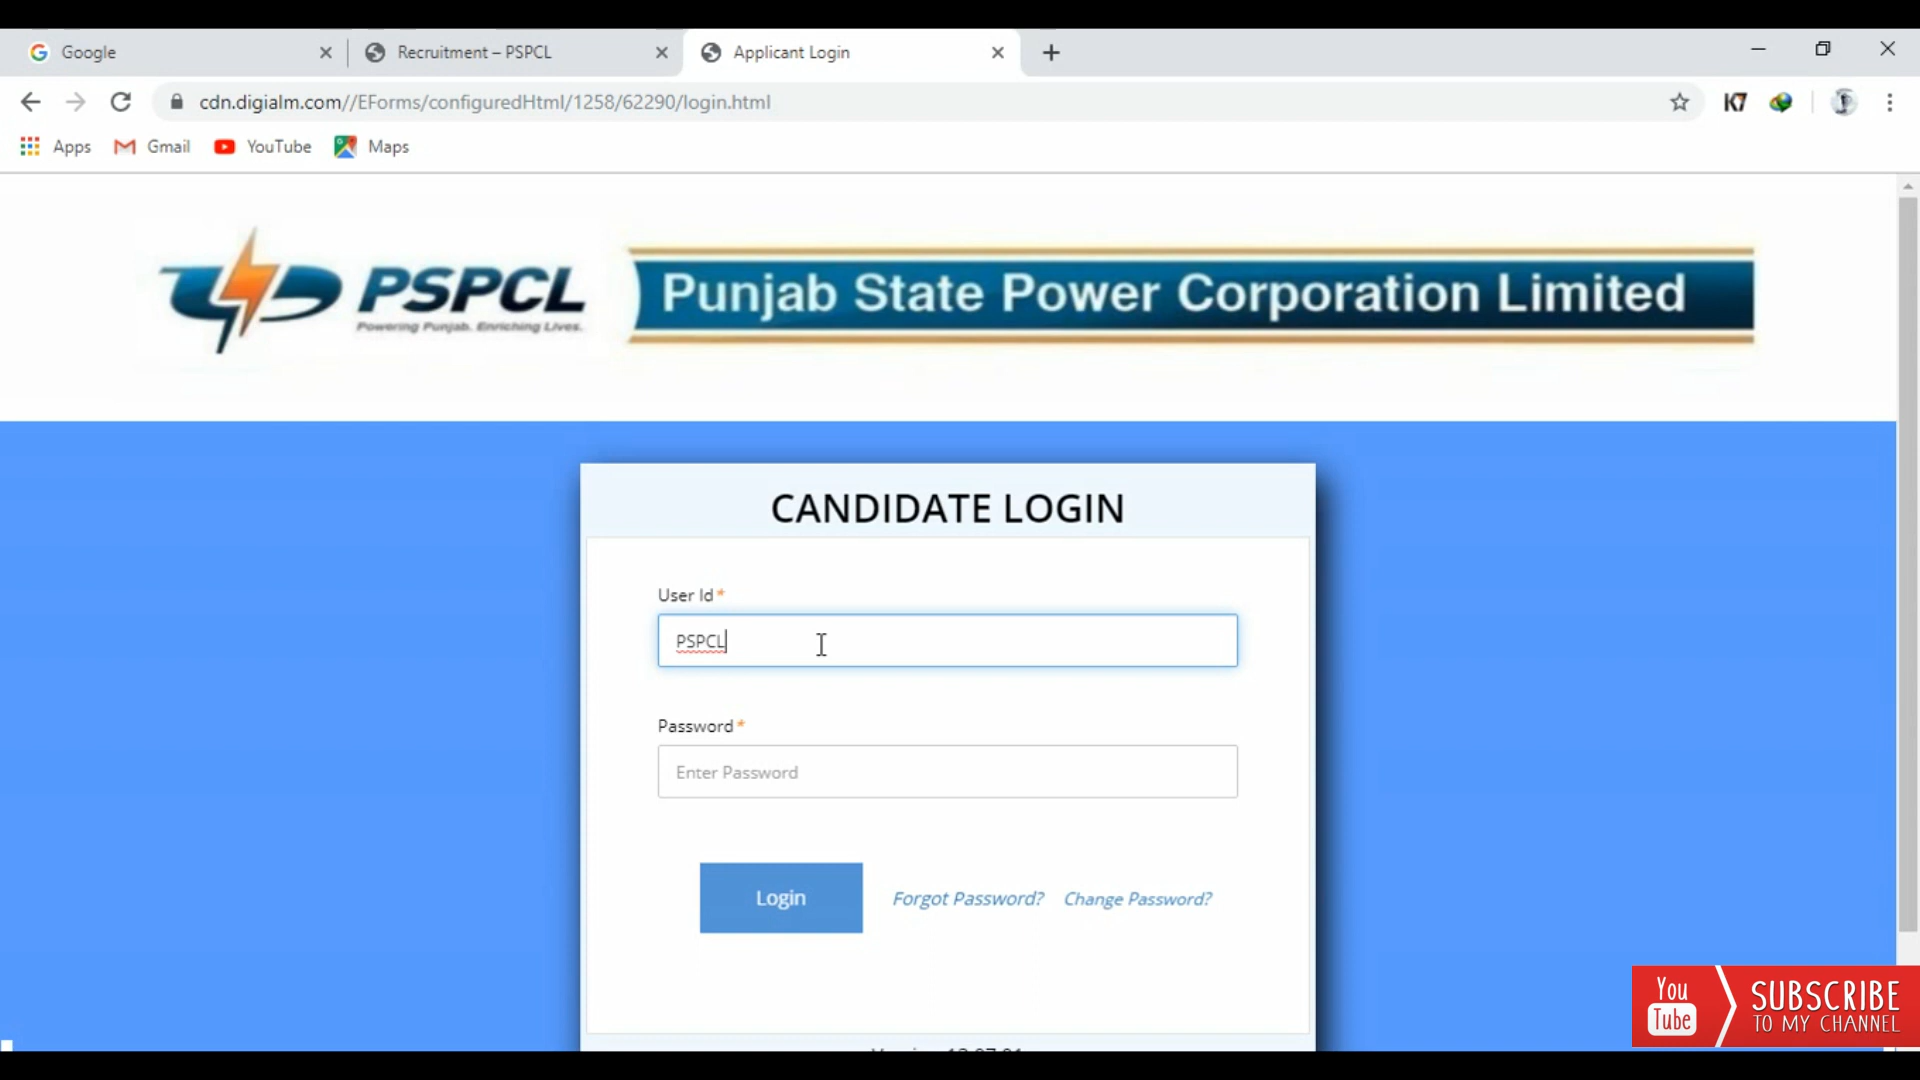 Google
Recruitment – PSPCL
Applicant Login
cdn.digialm.com//EForms/configuredHtml/1258/62290/login.html
K7
Apps
Gmail
YouTube
Maps
PSPCL
Powering Punjab. Enriching Lives.
Punjab State Power Corporation Limited
CANDIDATE LOGIN
User Id *
PSPCL
Password *
Enter Password
Login
Forgot Password?
Change Password?
You Tube
SUBSCRIBE
TO MY CHANNEL